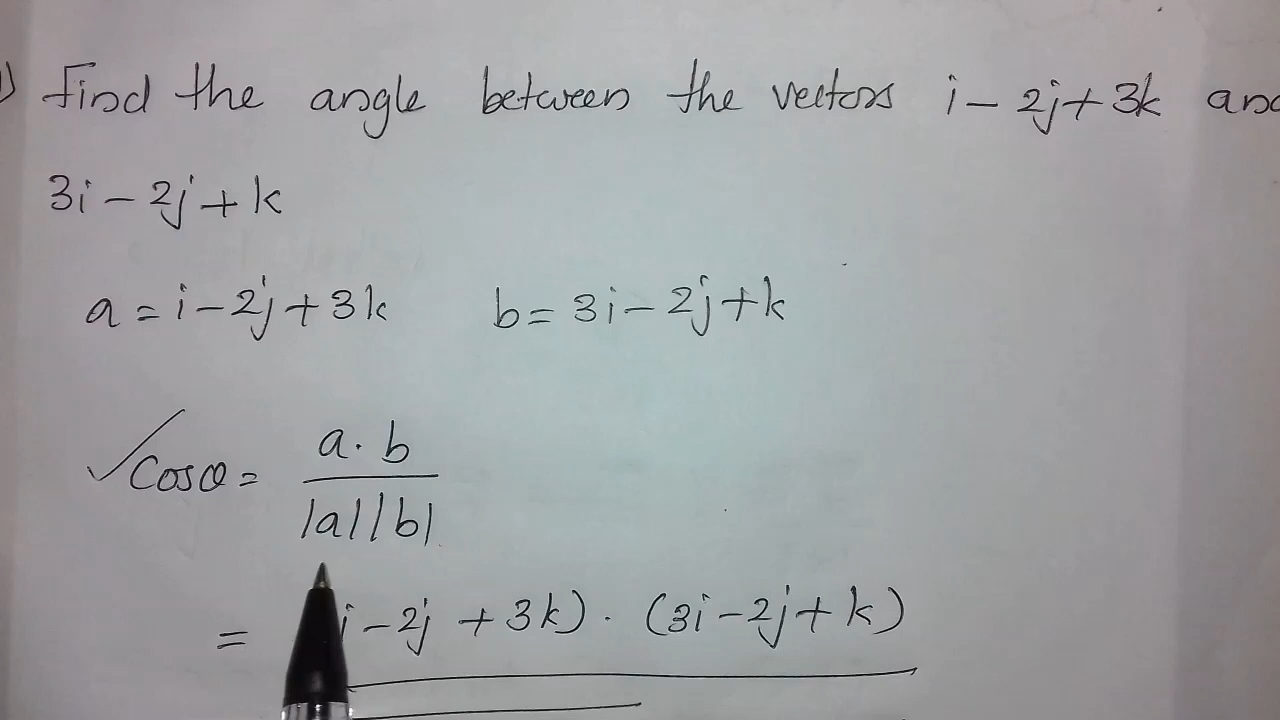 1) Find the angle between the vectors i - 2j + 3k and
3i - 2j + k
a = i - 2j + 3k b = 3i - 2j + k
✓ Cosθ = a . b / |a| |b|
= i - 2j + 3k) . (3i - 2j + k)